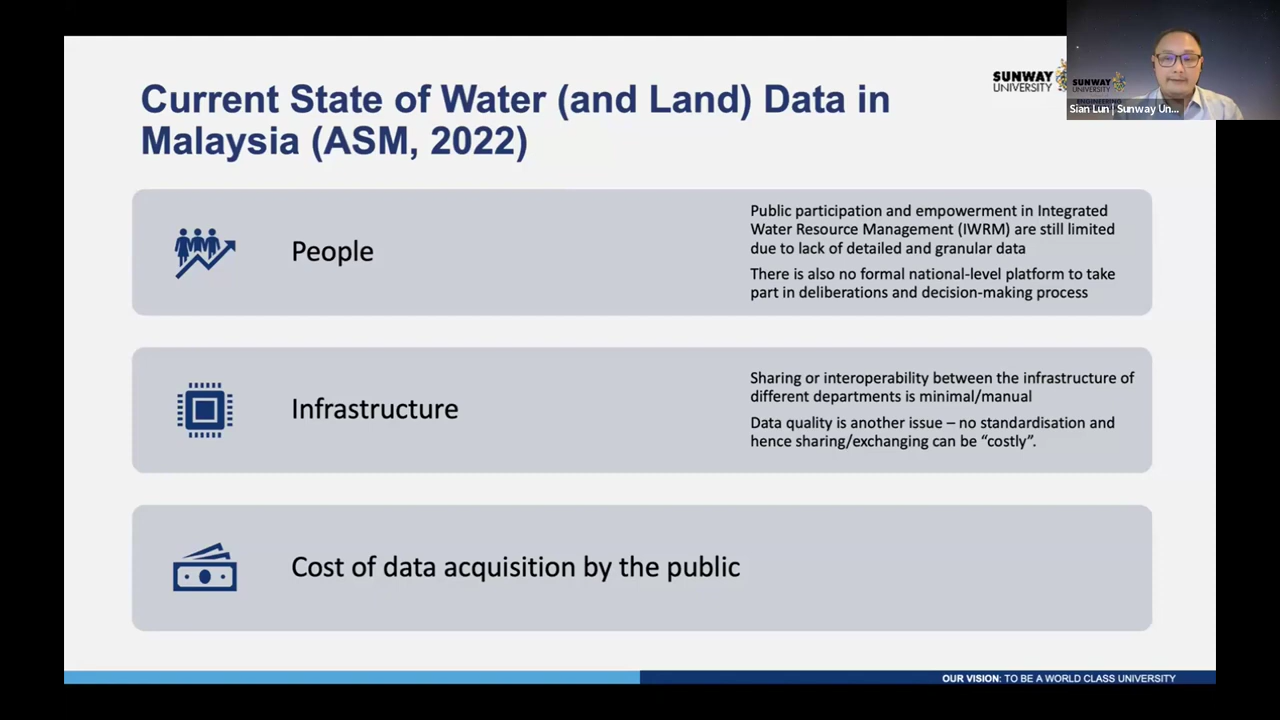 Current State of Water (and Land) Data in
Malaysia (ASM, 2022)
SUNWAY
UNIVERSITY
SUNWAY
UNIVERSITY
ENGINEERING
Sian Lun | Sunway Un...
People
Public participation and empowerment in Integrated
Water Resource Management (IWRM) are still limited
due to lack of detailed and granular data
There is also no formal national-level platform to take
part in deliberations and decision-making process
Infrastructure
Sharing or interoperability between the infrastructure of
different departments is minimal/manual
Data quality is another issue – no standardisation and
hence sharing/exchanging can be “costly”.
Cost of data acquisition by the public
OUR VISION: TO BE A WORLD CLASS UNIVERSITY